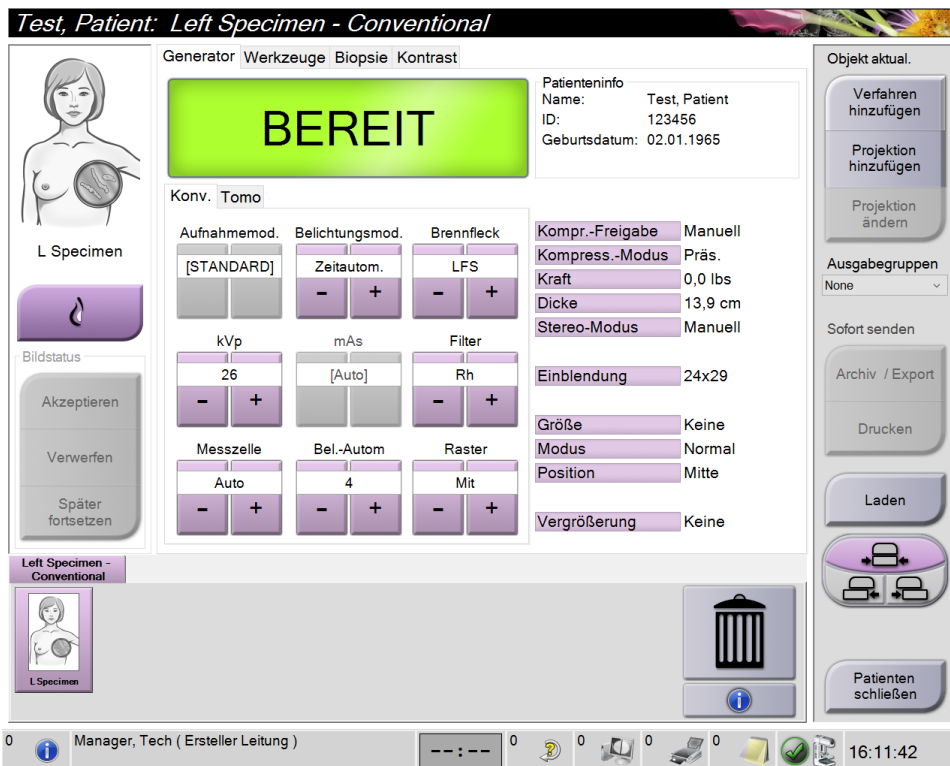 Test, Patient: Left Specimen - Conventional
Generator Werkzeuge Biopsie Kontrast
BEREIT
Patienteninfo
Name: Test, Patient
ID: 123456
Geburtsdatum: 02.01.1965
L Specimen
Bildstatus
Akzeptieren
Verwerfen
Später
fortsetzen
Konv. Tomo
Aufnahmemod. Belichtungsmod. Brennfleck
[STANDARD] Zeitautom. LFS
- + - +
kVp mAs Filter
26 [Auto] Rh
- + - +
Messzelle Bel.-Autom Raster
Auto 4 Mit
- + - + - +
Kompr.-Freigabe Manuell
Kompress.-Modus Präs.
Kraft 0,0 lbs
Dicke 13,9 cm
Stereo-Modus Manuell
Einblendung 24x29
Größe Keine
Modus Normal
Position Mitte
Vergrößerung Keine
Objekt aktual.
Verfahren
hinzufügen
Projektion
hinzufügen
Projektion
ändern
Ausgabegruppen
None
Sofort senden
Archiv / Export
Drucken
Laden
Patienten
schließen
Left Specimen -
Conventional
L Specimen
0 Manager, Tech ( Ersteller Leitung ) --:-- 0 0 0 0 16:11:42